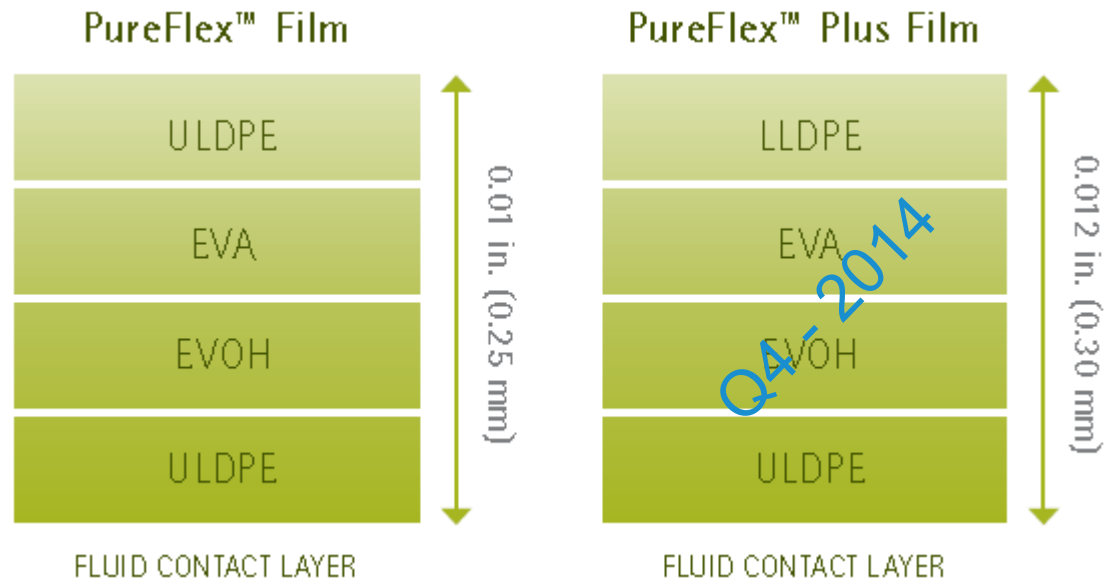 PureFlex™ Film
ULDPE
EVA
EVOH
ULDPE
0.01 in. (0.25 mm)
FLUID CONTACT LAYER
PureFlex™ Plus Film
LLDPE
EVA
EVOH
ULDPE
Q4 - 2014
0.012 in. (0.30 mm)
FLUID CONTACT LAYER